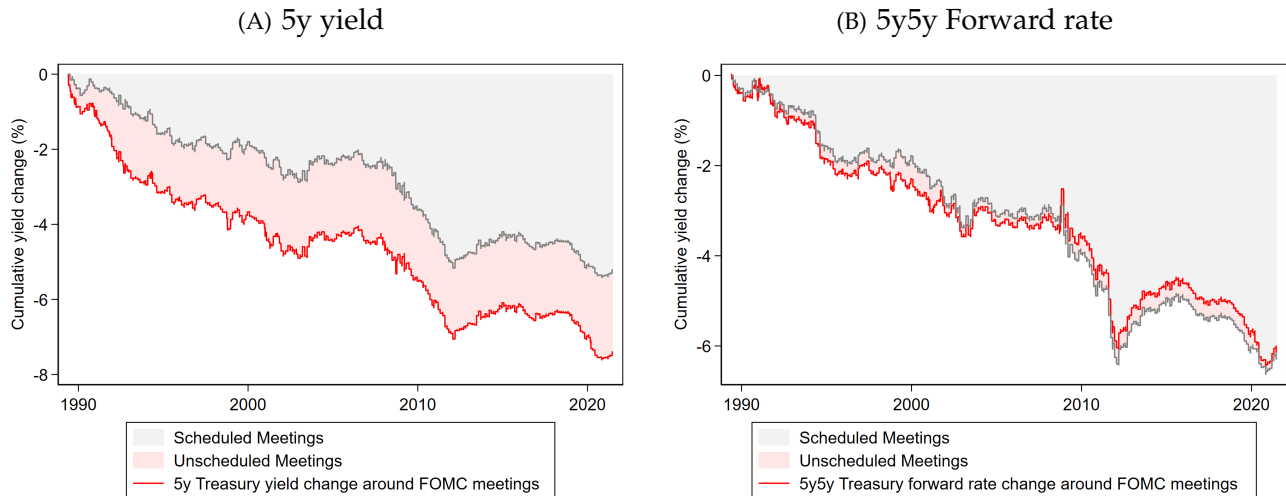 (A) 5y yield
Cumulative yield change (%)
0
-2
-4
-6
-8
1990 2000 2010 2020
Scheduled Meetings
Unscheduled Meetings
5y Treasury yield change around FOMC meetings
(B) 5y5y Forward rate
Cumulative yield change (%)
0
-2
-4
-6
1990 2000 2010 2020
Scheduled Meetings
Unscheduled Meetings
5y5y Treasury forward rate change around FOMC meetings